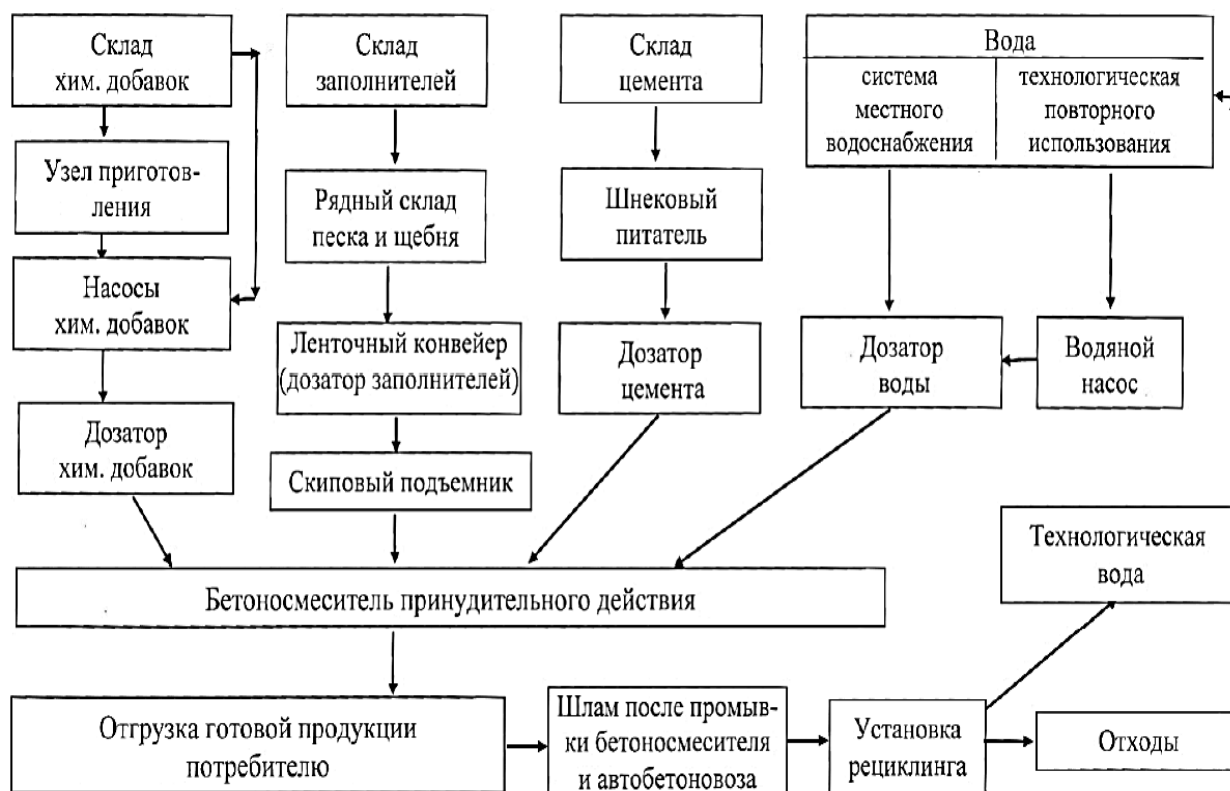 Склад
хим. добавок
Склад
заполнителей
Склад
цемента
Вода
система
местного
водоснабжения
технологическая
повторного
использования
Узел приготов-
ления
Рядный склад
песка и щебня
Шнековый
питатель
Насосы
хим. добавок
Ленточный конвейер
(дозатор заполнителей)
Дозатор
цемента
Дозатор
воды
Водяной
насос
Дозатор
хим. добавок
Скиповый подъемник
Технологическая
вода
Бетоносмеситель принудительного действия
Отгрузка готовой продукции
потребителю
Шлам после промыв-
ки бетоносмесителя
и автобетоновоза
Установка
рециклинга
Отходы